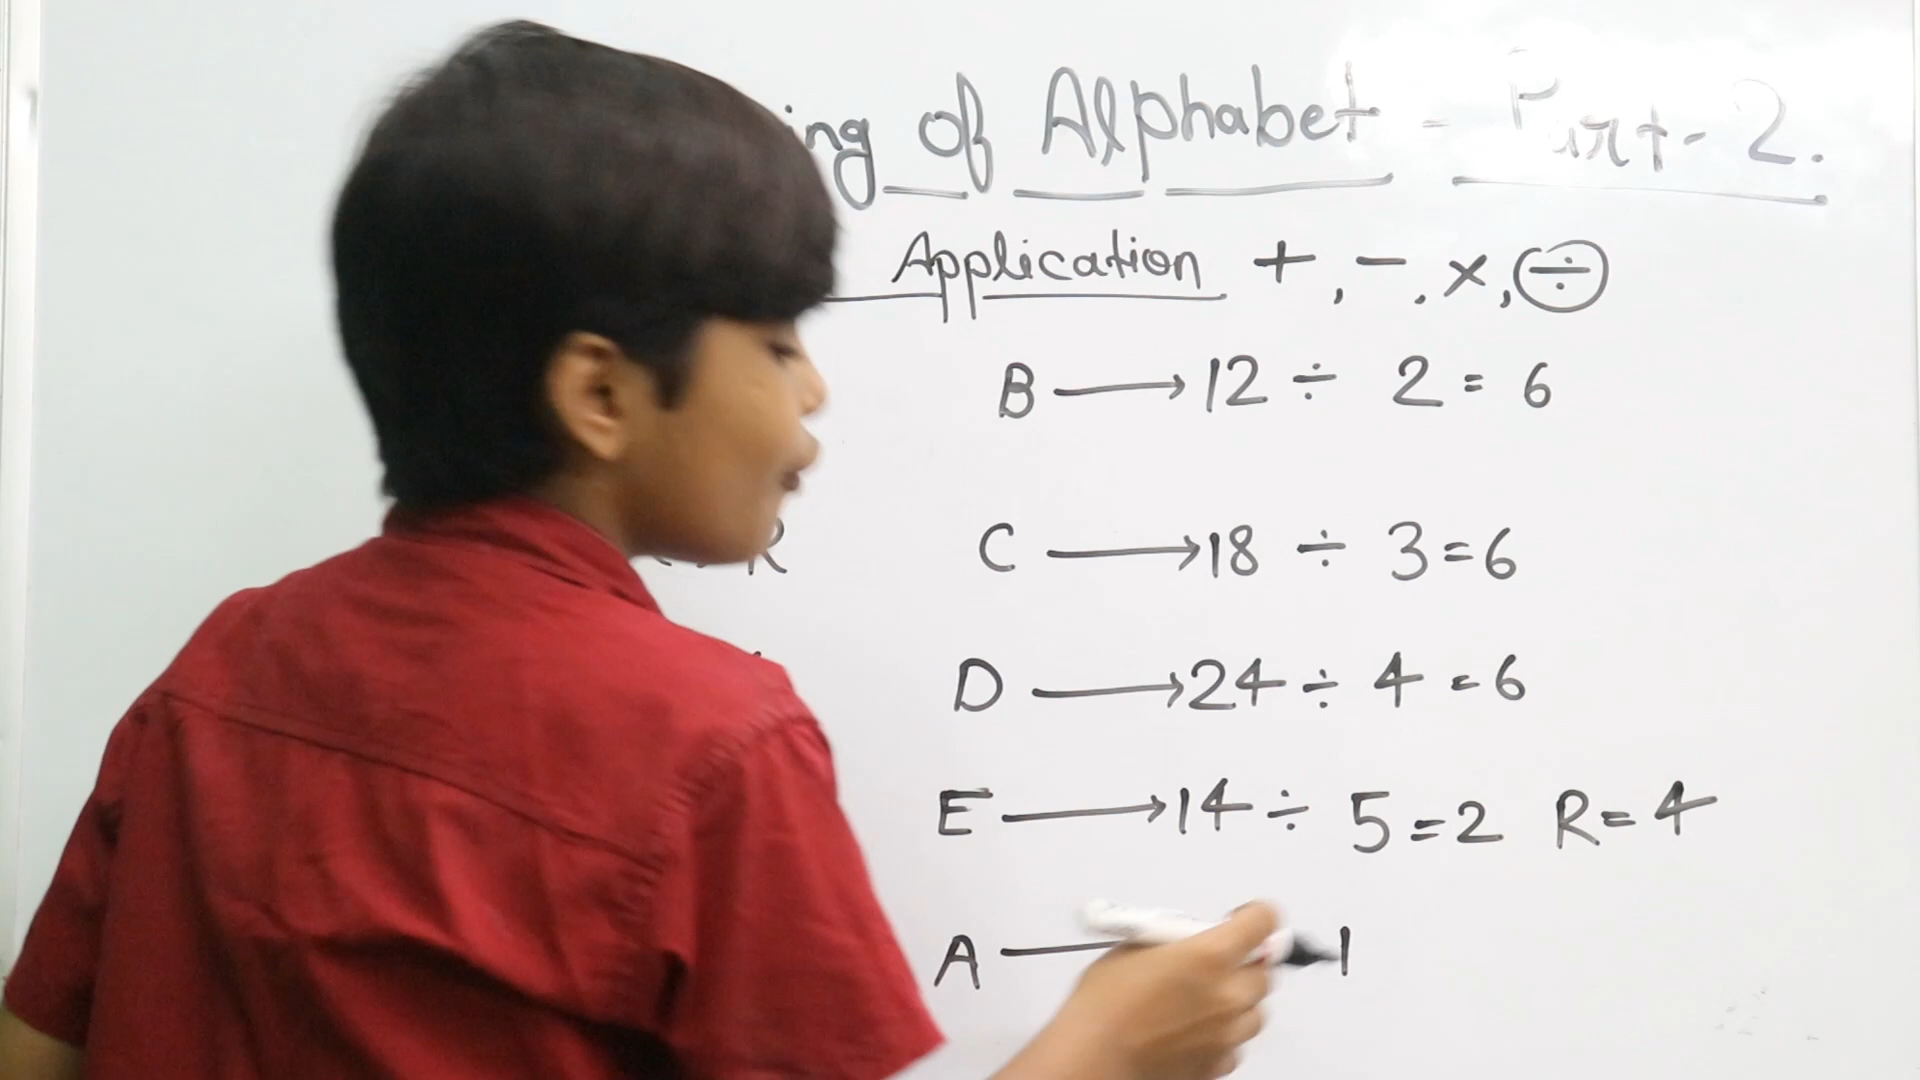 of Alphabet - Part - 2.
Application +, -, ×, ÷
B → 12 ÷ 2 = 6
R C → 18 ÷ 3 = 6
D → 24 ÷ 4 = 6
E → 14 ÷ 5 = 2 R = 4
A 1